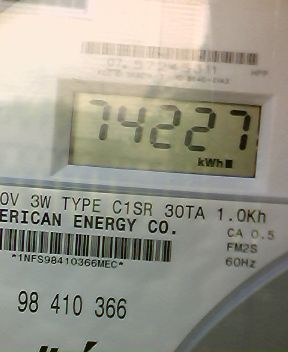 74227
kWh
0V 3W TYPE C1SR 30TA 1.0Kh
ERICAN ENERGY CO.
CA 0.5
FM2S
60Hz
*1NFS98410366MEC*
98 410 366